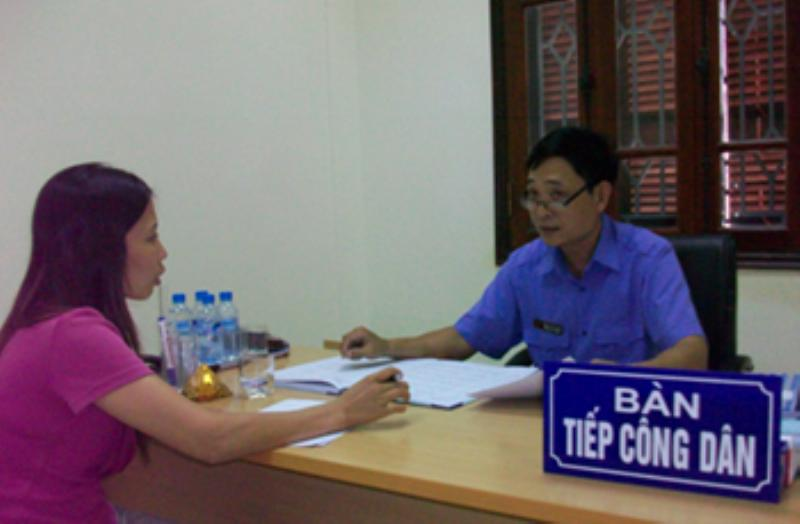 BÀN
TIẾP CÔNG DÂN